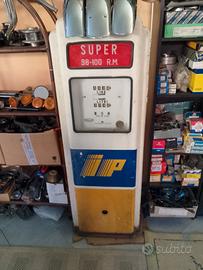 SUPER
98-100 R.M.
IP
subito